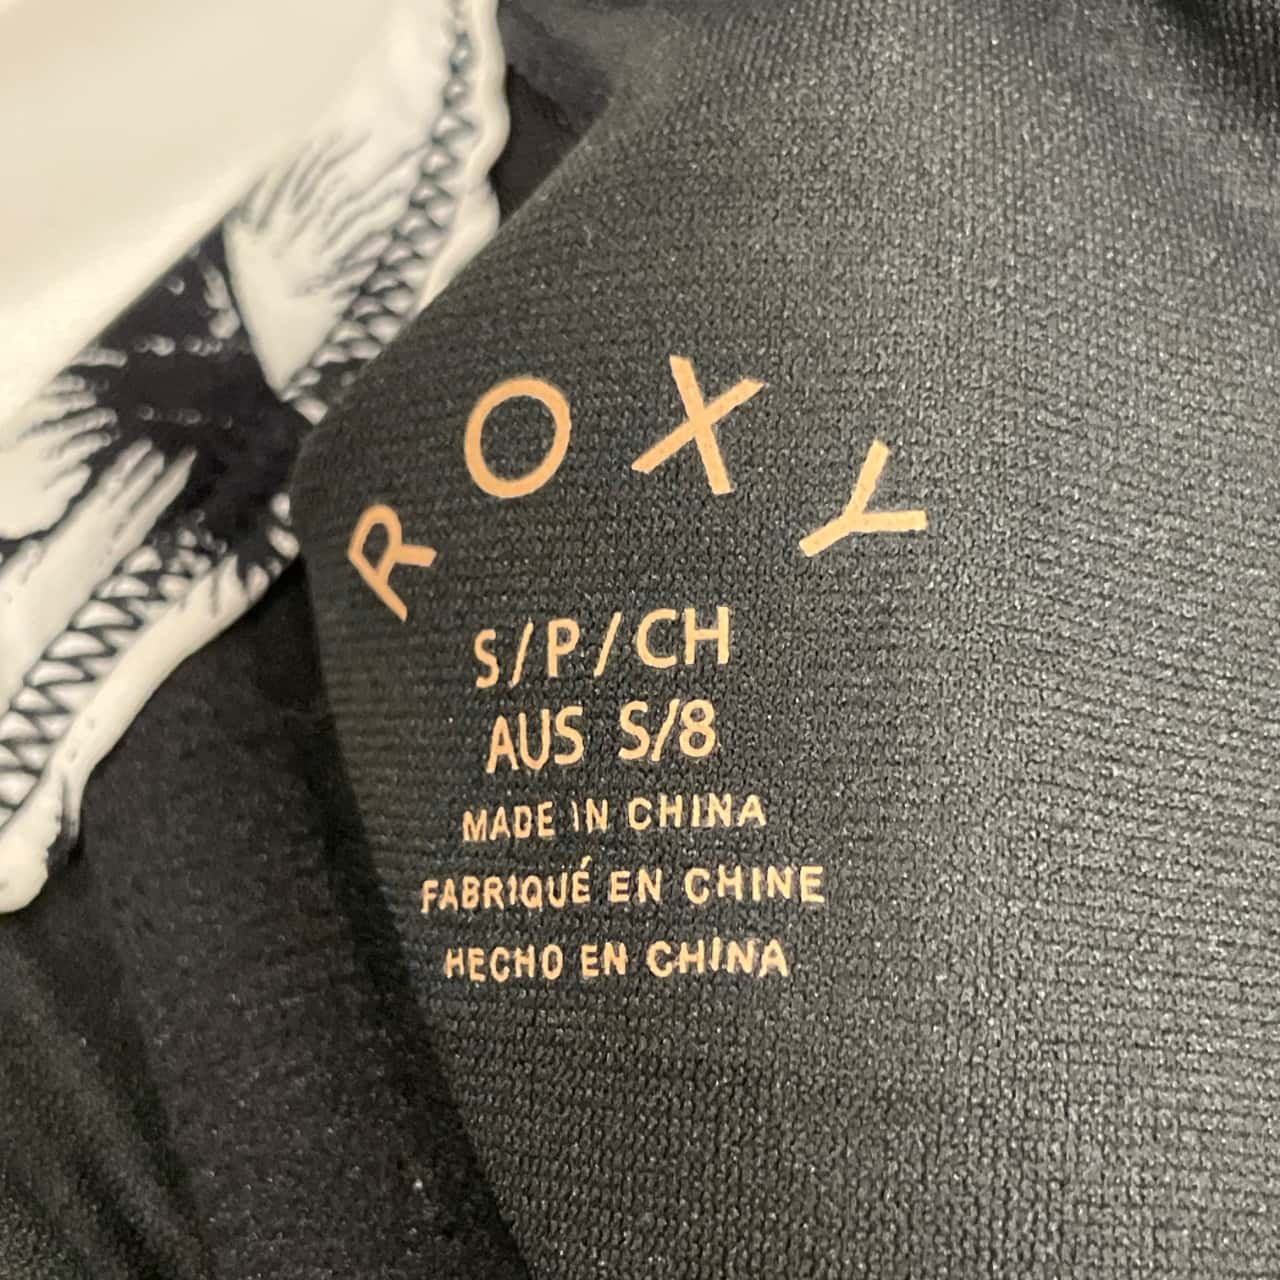 ROXY
S/P/CH
AUS S/8
MADE IN CHINA
FABRIQUÉ EN CHINE
HECHO EN CHINA